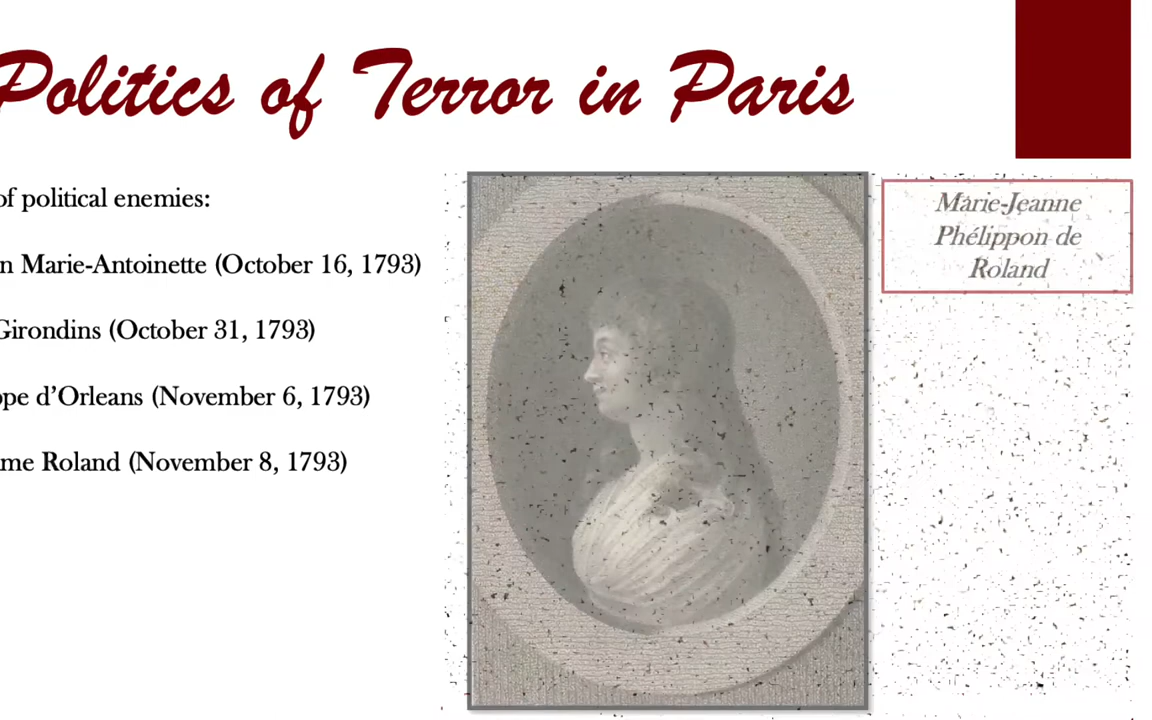 Politics of Terror in Paris
of political enemies:
n Marie-Antoinette (October 16, 1793)
Girondins (October 31, 1793)
ppe d’Orleans (November 6, 1793)
me Roland (November 8, 1793)
Marie-Jeanne
Phélippon de
Roland